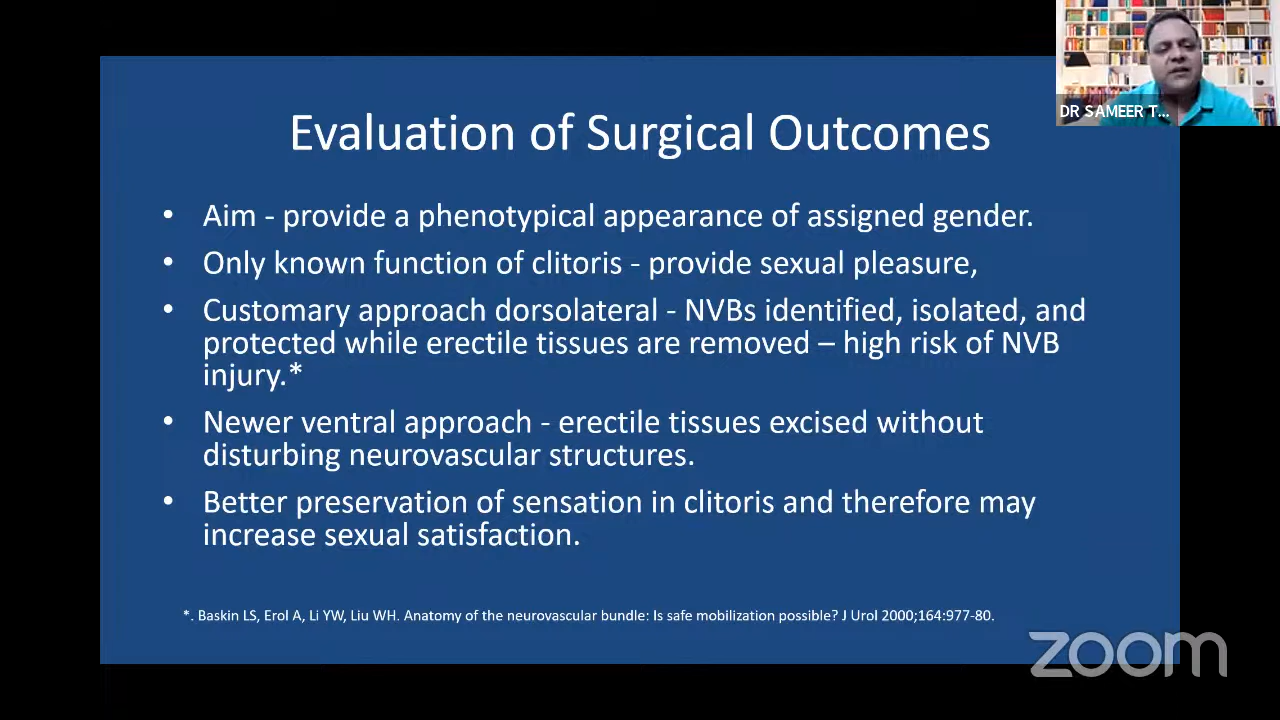 DR SAMEER T...
Evaluation of Surgical Outcomes
• Aim - provide a phenotypical appearance of assigned gender.
• Only known function of clitoris - provide sexual pleasure,
• Customary approach dorsolateral - NVBs identified, isolated, and
protected while erectile tissues are removed – high risk of NVB
injury.*
• Newer ventral approach - erectile tissues excised without
disturbing neurovascular structures.
• Better preservation of sensation in clitoris and therefore may
increase sexual satisfaction.
*. Baskin LS, Erol A, Li YW, Liu WH. Anatomy of the neurovascular bundle: Is safe mobilization possible? J Urol 2000;164:977-80.
zoom